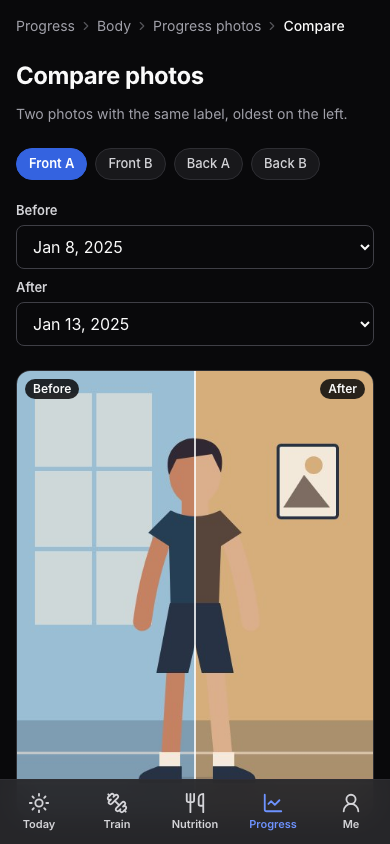 Progress > Body > Progress photos > Compare
Compare photos
Two photos with the same label, oldest on the left.
Front A Front B Back A Back B
Before
Jan 8, 2025
After
Jan 13, 2025
Before After
Today Train Nutrition Progress Me